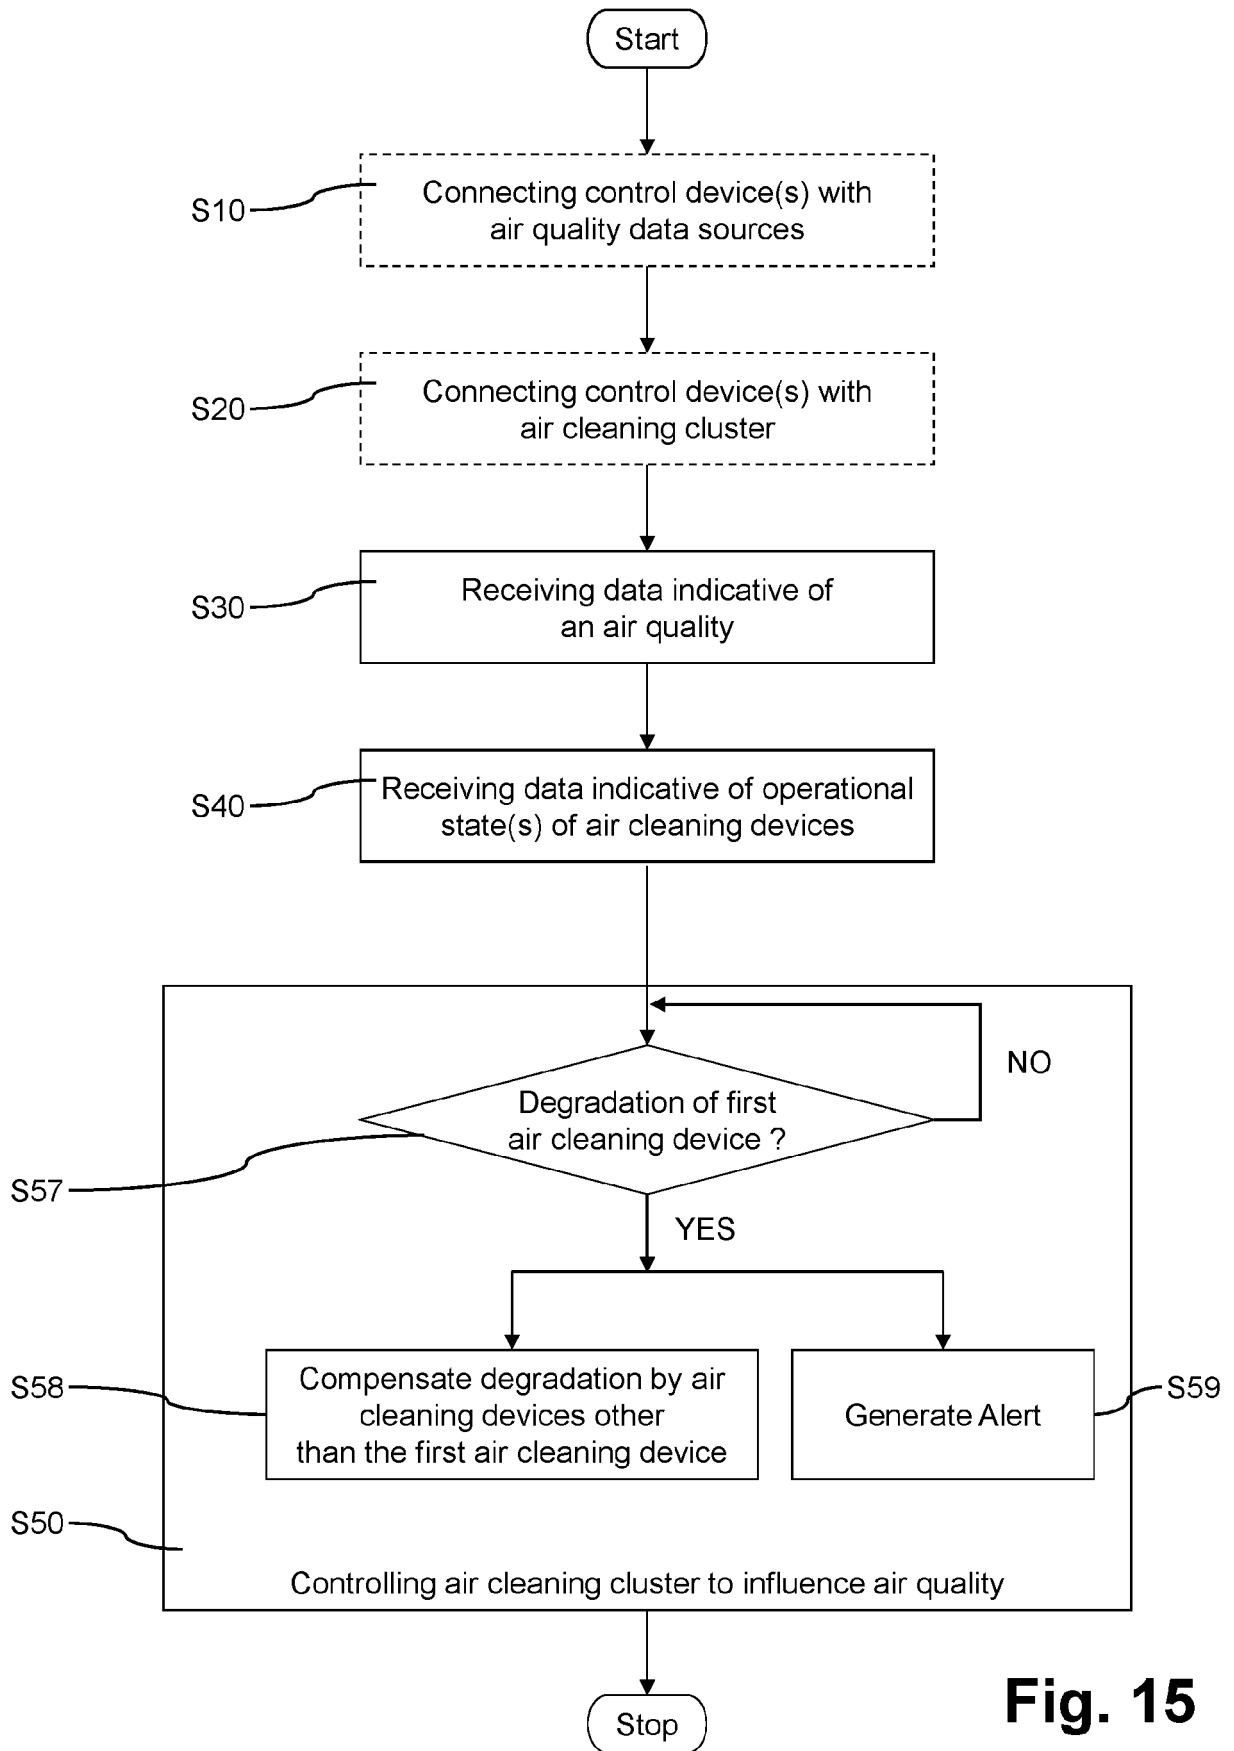 Start
S10
Connecting control device(s) with
air quality data sources
S20
Connecting control device(s) with
air cleaning cluster
S30
Receiving data indicative of
an air quality
S40
Receiving data indicative of operational
state(s) of air cleaning devices
NO
Degradation of first
air cleaning device ?
S57
YES
S58
Compensate degradation by air
cleaning devices other
than the first air cleaning device
Generate Alert
S59
S50
Controlling air cleaning cluster to influence air quality
Stop
Fig. 15